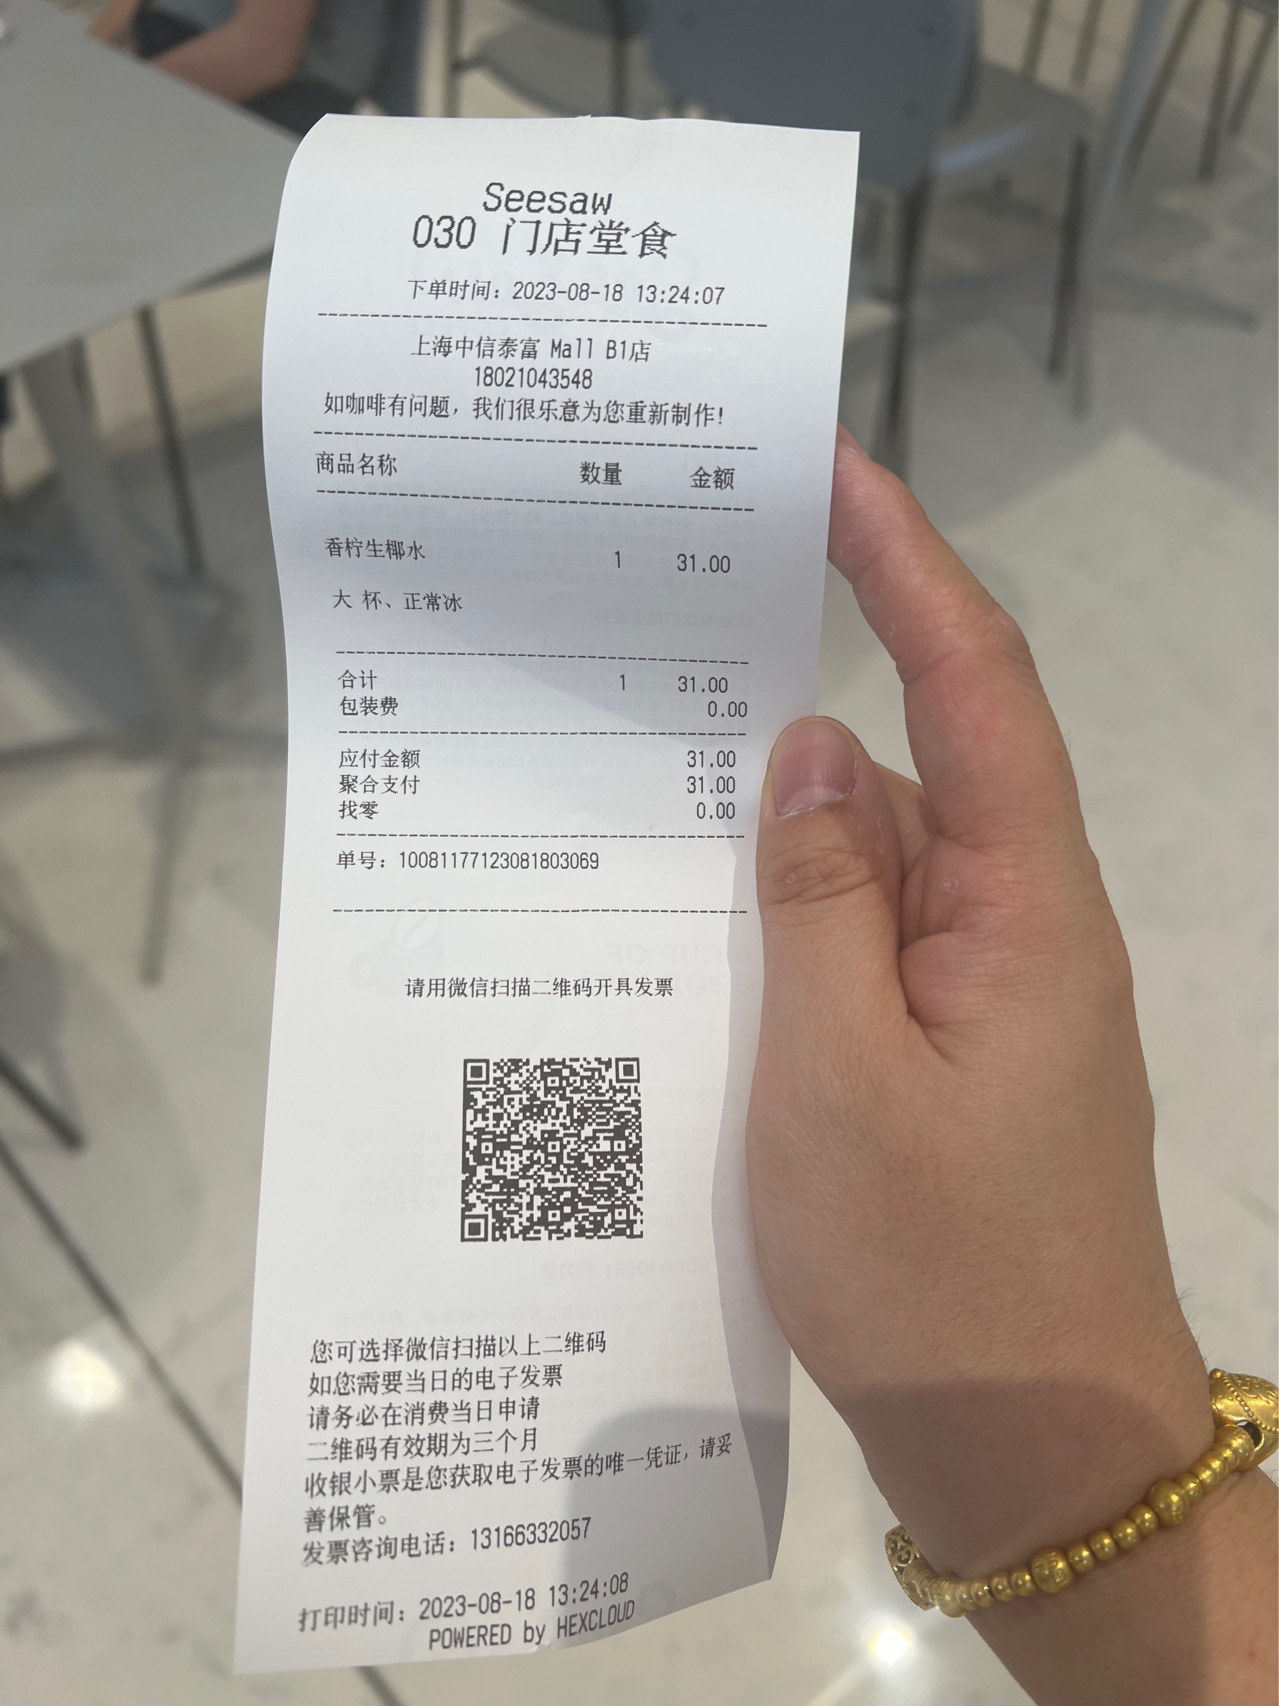 Seesaw
030 门店堂食
下单时间：2023-08-18 13:24:07
上海中信泰富 Mall B1店
18021043548
如咖啡有问题，我们很乐意为您重新制作！
商品名称 数量 金额
香柠生椰水 1 31.00
大 杯、正常冰
合计 1 31.00
包装费 0.00
应付金额 31.00
聚合支付 31.00
找零 0.00
单号：10081177123081803069
请用微信扫描二维码开具发票
您可选择微信扫描以上二维码
如您需要当日的电子发票
请务必在消费当日申请
二维码有效期为三个月
收银小票是您获取电子发票的唯一凭证，请妥
善保管。
发票咨询电话：13166332057
打印时间：2023-08-18 13:24:08
POWERED by HEXCLOUD